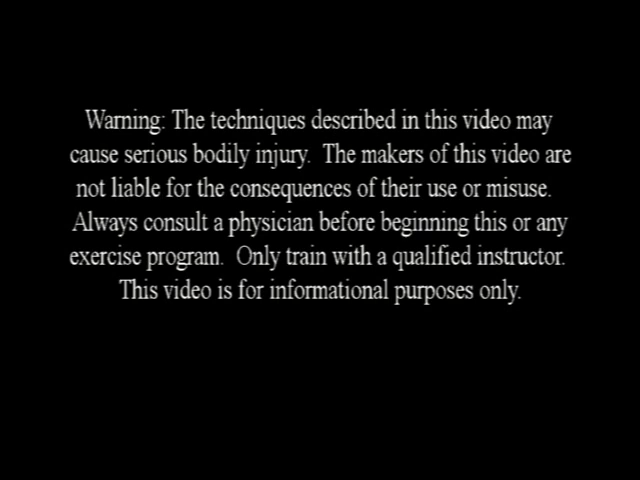 Warning: The techniques described in this video may
cause serious bodily injury.  The makers of this video are
not liable for the consequences of their use or misuse.
Always consult a physician before beginning this or any
exercise program.  Only train with a qualified instructor.
This video is for informational purposes only.